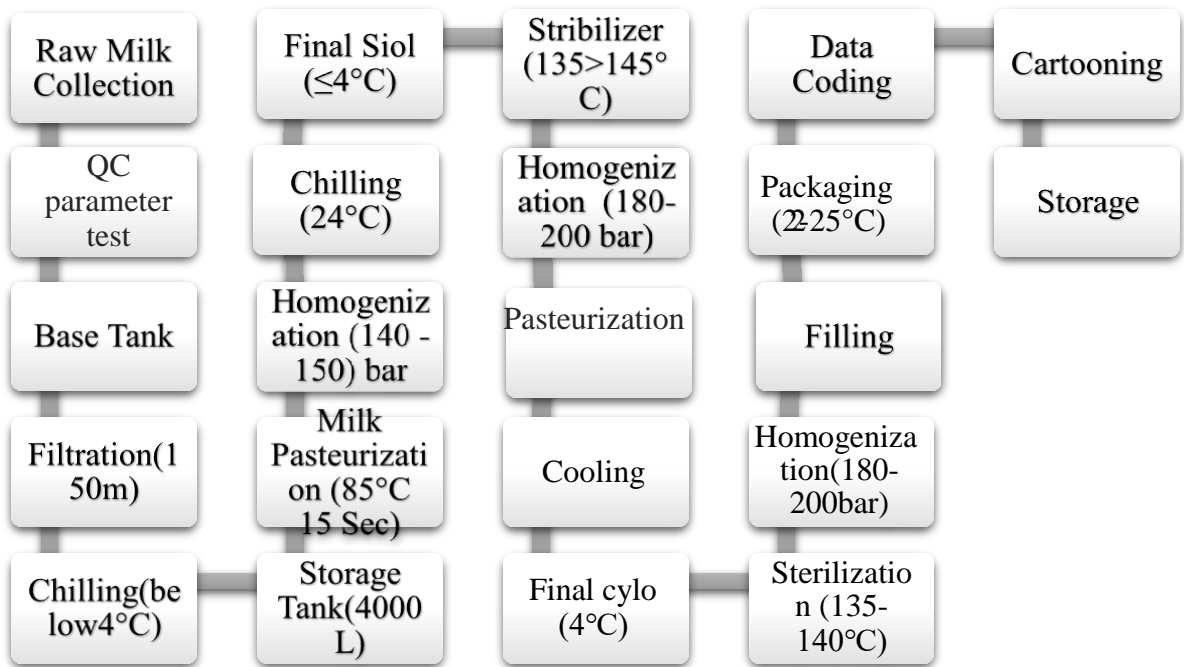 Raw Milk
Collection
QC
parameter
test
Base Tank
Filtration(1
50m)
Chilling(be
low4°C)
Storage
Tank(4000
L)
Milk
Pasteurizati
on (85°C
15 Sec)
Homogeniz
ation (140 -
150) bar
Chilling
(24°C)
Final Siol
(≤4°C)
Stribilizer
(135>145°
C)
Homogeniz
ation (180-
200 bar)
Pasteurization
Cooling
Final cylo
(4°C)
Sterilizatio
n (135-
140°C)
Homogeniza
tion(180-
200bar)
Filling
Packaging
(22-25°C)
Data
Coding
Cartooning
Storage